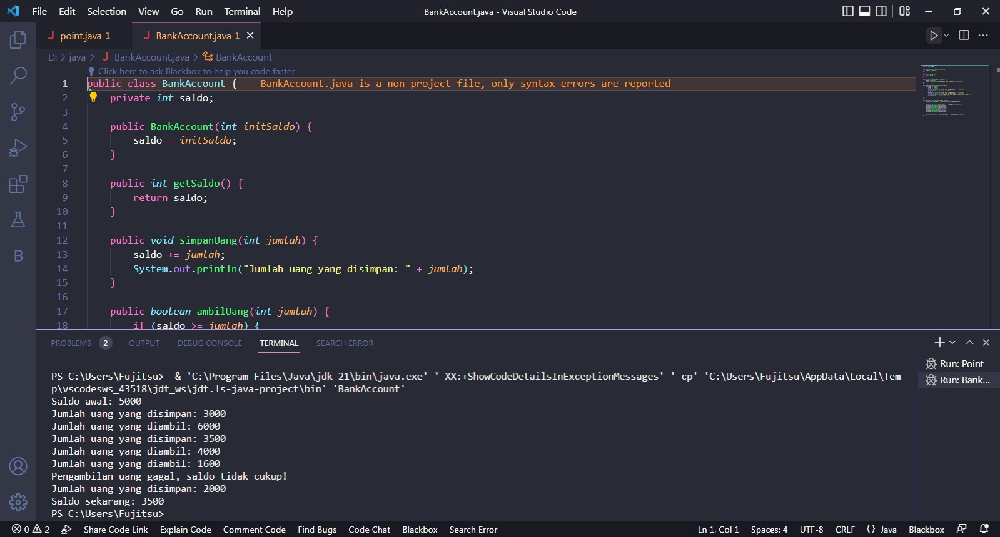 File Edit Selection View Go Run Terminal Help BankAccount.java - Visual Studio Code
J point.java 1 J BankAccount.java 1
D: > java > J BankAccount.java > BankAccount
Click here to ask Blackbox to help you code faster
1 public class BankAccount { BankAccount.java is a non-project file, only syntax errors are reported
2 private int saldo;
3
4 public BankAccount(int initSaldo) {
5 saldo = initSaldo;
6 }
7
8 public int getSaldo() {
9 return saldo;
10 }
11
12 public void simpanUang(int jumlah) {
13 saldo += jumlah;
14 System.out.println("Jumlah uang yang disimpan: " + jumlah);
15 }
16
17 public boolean ambilUang(int jumlah) {
18 if (saldo >= jumlah) {
PROBLEMS 2 OUTPUT DEBUG CONSOLE TERMINAL SEARCH ERROR
PS C:\Users\Fujitsu>  & 'C:\Program Files\Java\jdk-21\bin\java.exe' '-XX:+ShowCodeDetailsInExceptionMessages' '-cp' 'C:\Users\Fujitsu\AppData\Local\Tem
p\vscodesws_43518\jdt_ws\jdt.ls-java-project\bin' 'BankAccount'
Saldo awal: 5000
Jumlah uang yang disimpan: 3000
Jumlah uang yang diambil: 6000
Jumlah uang yang disimpan: 3500
Jumlah uang yang diambil: 4000
Jumlah uang yang diambil: 1600
Pengambilan uang gagal, saldo tidak cukup!
Jumlah uang yang disimpan: 2000
Saldo sekarang: 3500
PS C:\Users\Fujitsu>
Run: Point
Run: Bank...
B
0 2 Share Code Link Explain Code Comment Code Find Bugs Code Chat Blackbox Search Error Ln 1, Col 1 Spaces: 4 UTF-8 CRLF {} Java Blackbox